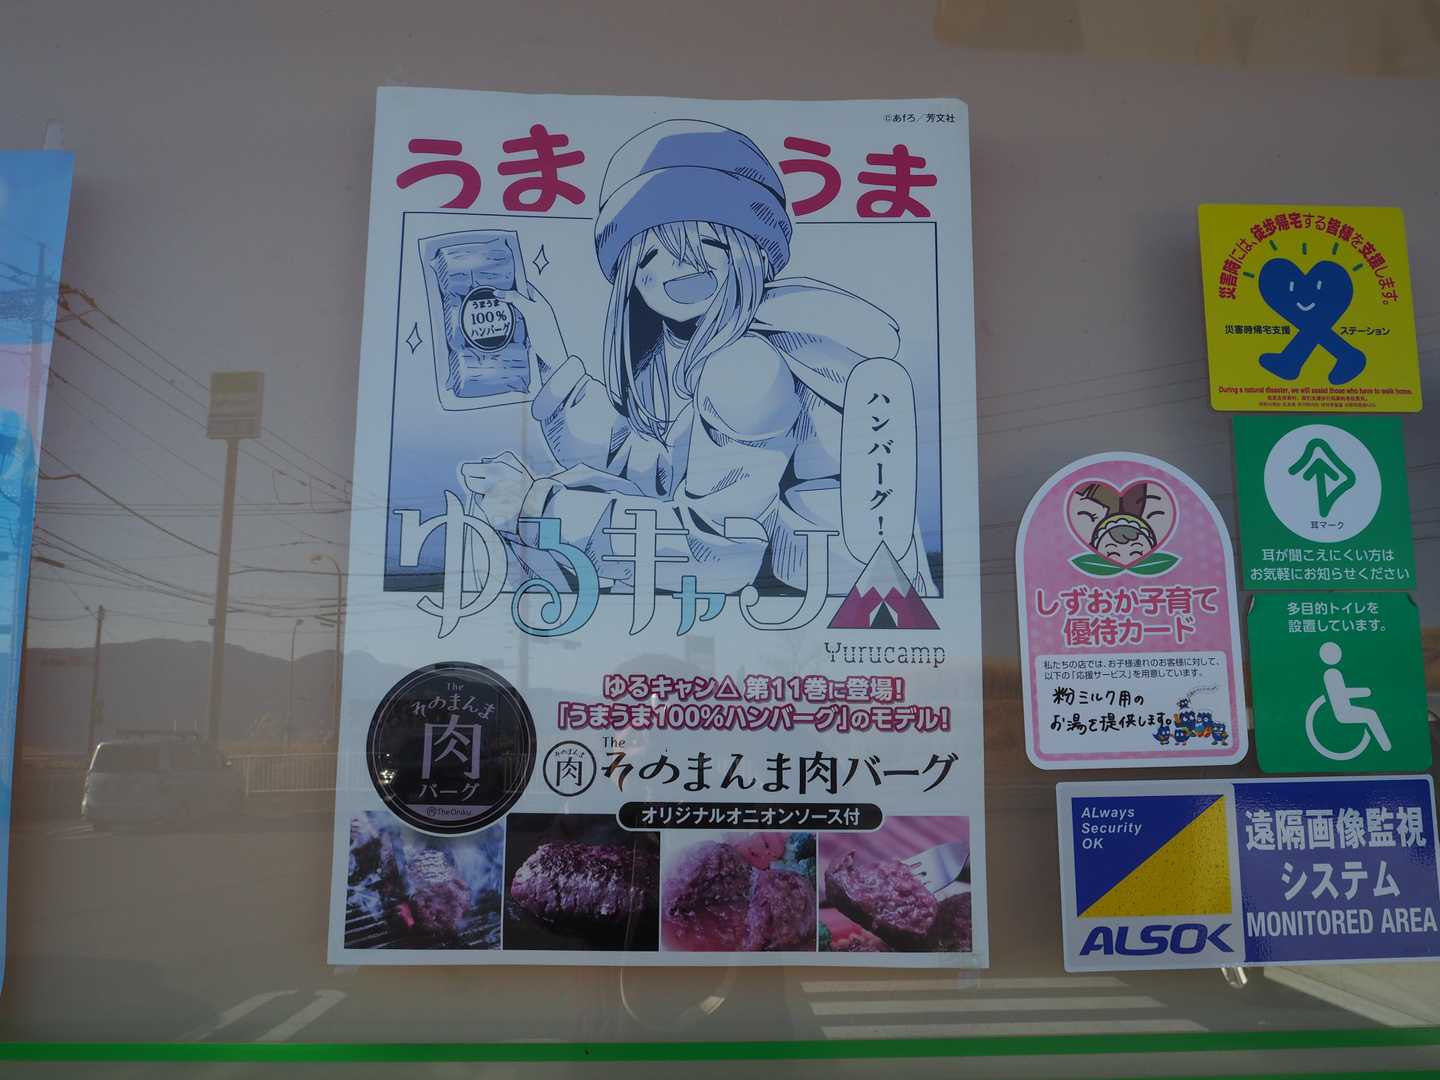 ©あfろ／芳文社
うま うま
うまうま
100%
ハンバーグ
ハンバーグ！
ゆるキャン△
Yurucamp
ゆるキャン△ 第11巻に登場！
「うまうま100%ハンバーグ」のモデル！
The
そのまんま
肉
バーグ
TheOniku
そのまんま
肉
The
そのまんま肉バーグ
オリジナルオニオンソース付
災害時には、徒歩帰宅する皆様を支援します。
災害時帰宅支援 ステーション
During a natural disaster, we will assist those who have to walk home.
耳マーク
耳が聞こえにくい方は
お気軽にお知らせください
しずおか子育て
優待カード
私たちの店では、お子様連れのお客様に対して、
以下の「応援サービス」を用意しています。
粉ミルク用の
お湯を提供します。
多目的トイレを
設置しています。
ALways
Security
OK
ALSOK
遠隔画像監視
システム
MONITORED AREA